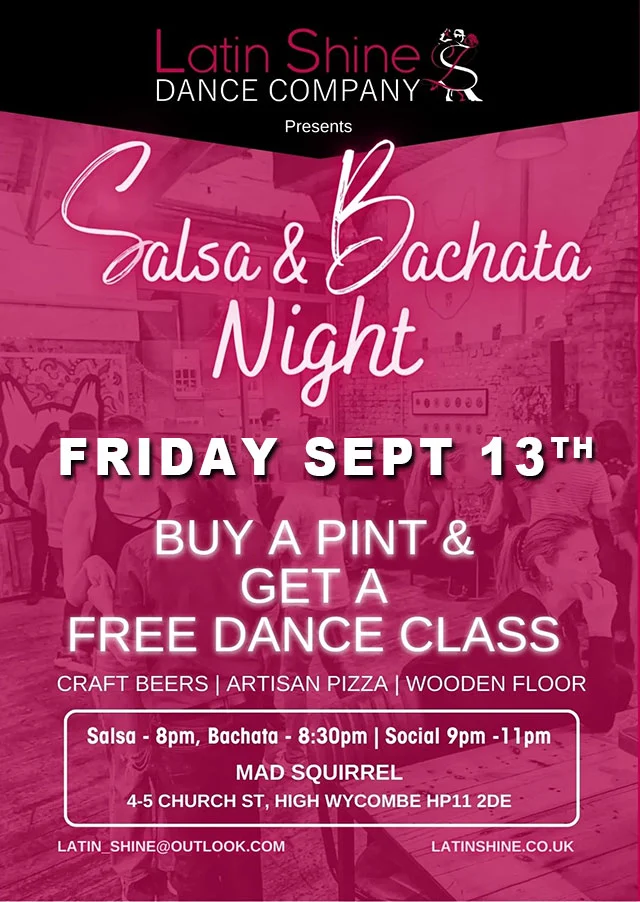 Latin Shine
DANCE COMPANY
Presents
Salsa & Bachata
Night
FRIDAY SEPT 13TH
BUY A PINT &
GET A
FREE DANCE CLASS
CRAFT BEERS | ARTISAN PIZZA | WOODEN FLOOR
Salsa - 8pm, Bachata - 8:30pm | Social 9pm -11pm
MAD SQUIRREL
4-5 CHURCH ST, HIGH WYCOMBE HP11 2DE
LATIN_SHINE@OUTLOOK.COM LATINSHINE.CO.UK